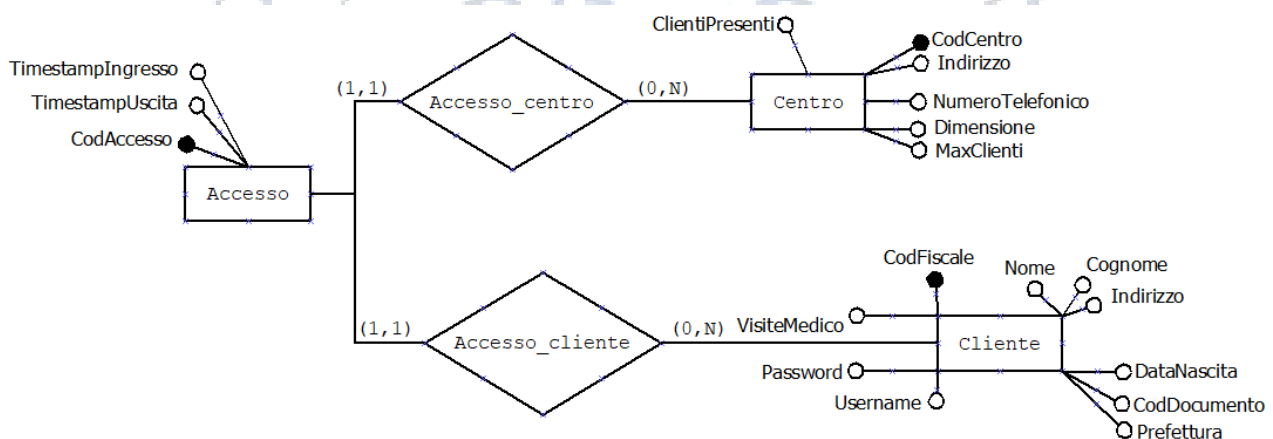 ClientiPresenti
CodCentro
Indirizzo
NumeroTelefonico
Dimensione
MaxClienti
Centro
TimestampIngresso
TimestampUscita
CodAccesso
Accesso
(1,1)
Accesso_centro
(0,N)
(1,1)
Accesso_cliente
(0,N)
CodFiscale
Nome
Cognome
Indirizzo
VisiteMedico
Cliente
Password
Username
DataNascita
CodDocumento
Prefettura